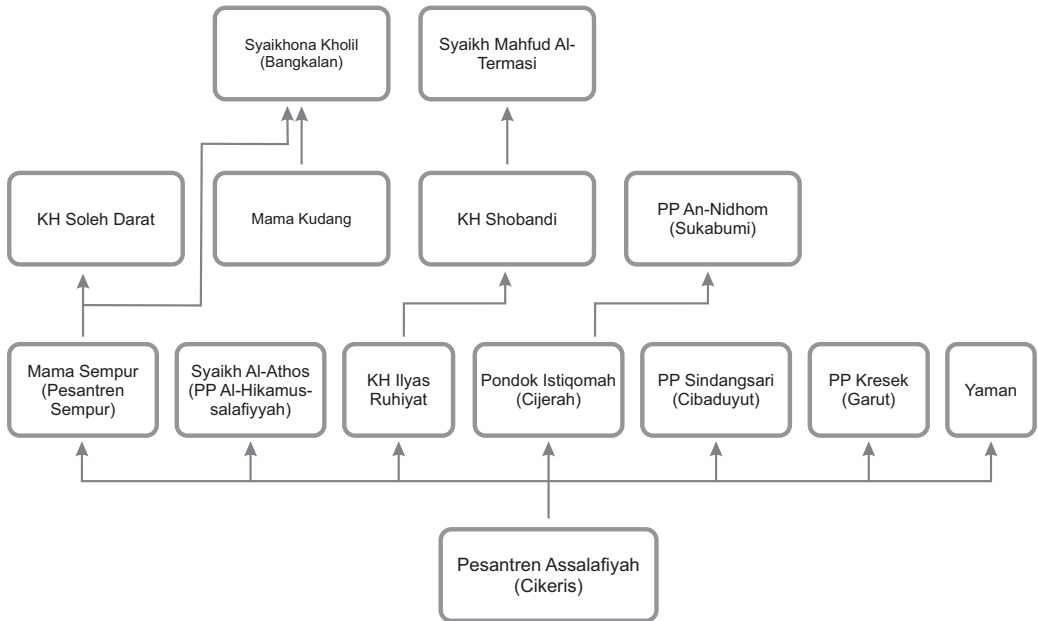 Syaikhona Kholil
(Bangkalan)
Syaikh Mahfud Al-
Termasi
KH Soleh Darat
Mama Kudang
KH Shobandi
PP An-Nidhom
(Sukabumi)
Mama Sempur
(Pesantren
Sempur)
Syaikh Al-Athos
(PP Al-Hikamus-
salafiyyah)
KH Ilyas
Ruhiyat
Pondok Istiqomah
(Cijerah)
PP Sindangsari
(Cibaduyut)
PP Kresek
(Garut)
Yaman
Pesantren Assalafiyah
(Cikeris)